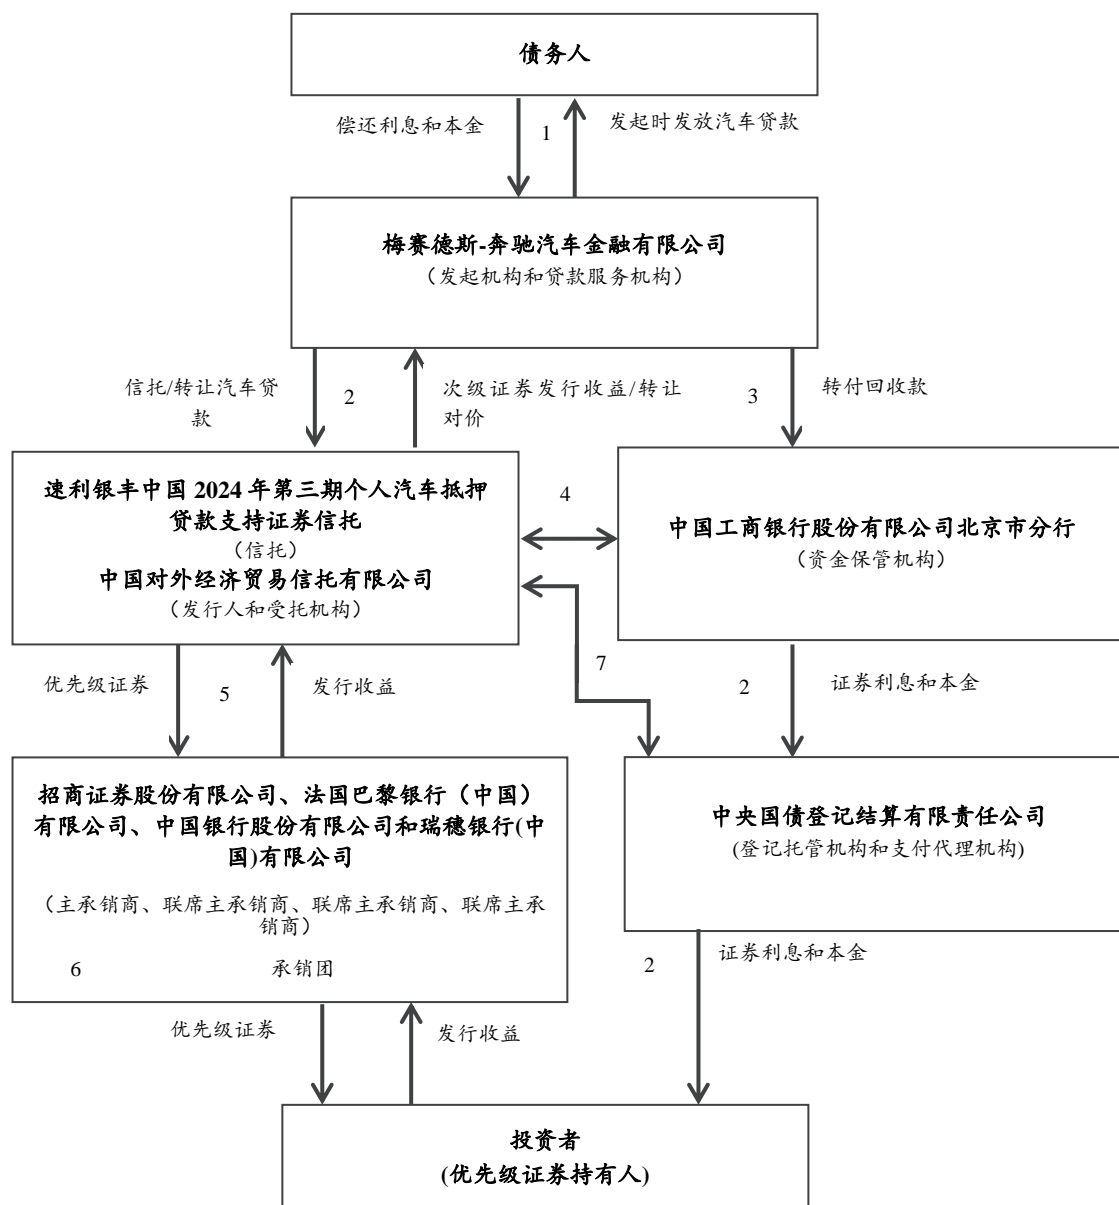 债务人
偿还利息和本金
1
发起时发放汽车贷款
梅赛德斯-奔驰汽车金融有限公司
（发起机构和贷款服务机构）
信托/转让汽车贷
款
2
次级证券发行收益/转让
对价
3
转付回收款
速利银丰中国 2024 年第三期个人汽车抵押
贷款支持证券信托
（信托）
中国对外经济贸易信托有限公司
（发行人和受托机构）
4
中国工商银行股份有限公司北京市分行
（资金保管机构）
优先级证券
5
发行收益
7
2
证券利息和本金
招商证券股份有限公司、法国巴黎银行（中国）
有限公司、中国银行股份有限公司和瑞穗银行(中
国)有限公司
（主承销商、联席主承销商、联席主承销商、联席主承
销商）
6
承销团
中央国债登记结算有限责任公司
(登记托管机构和支付代理机构)
优先级证券
发行收益
2
证券利息和本金
投资者
(优先级证券持有人)